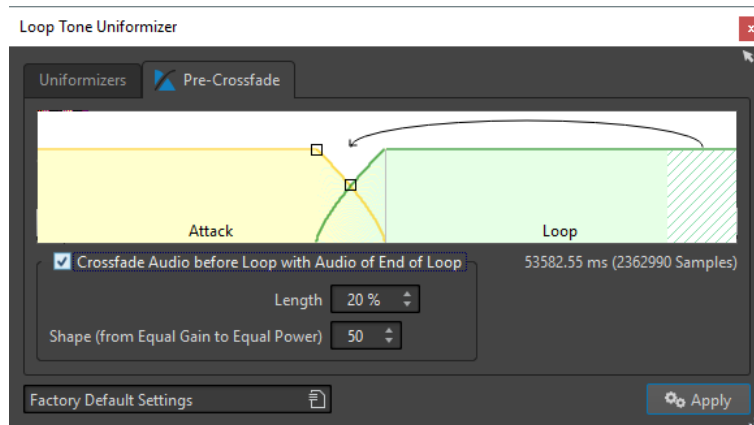 Loop Tone Uniformizer
Uniformizers
Pre-Crossfade
Attack
Loop
Crossfade Audio before Loop with Audio of End of Loop
53582.55 ms (2362990 Samples)
Length 20 %
Shape (from Equal Gain to Equal Power) 50
Factory Default Settings
Apply